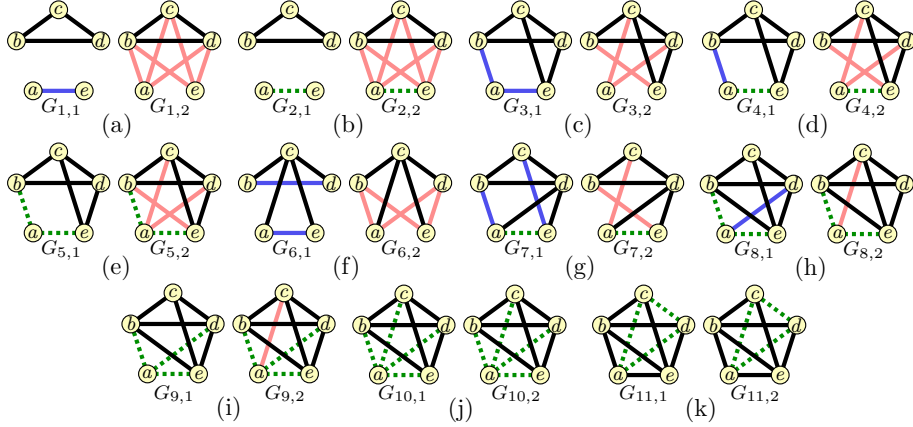 c c c c c c c c
b d b d b d b d b d b d b d b d
a e a e a e a e a e a e a e a e
G1,1 G1,2 G2,1 G2,2 G3,1 G3,2 G4,1 G4,2
(a) (b) (c) (d)
c c c c c c c c
b d b d b d b d b d b d b d b d
a e a e a e a e a e a e a e a e
G5,1 G5,2 G6,1 G6,2 G7,1 G7,2 G8,1 G8,2
(e) (f) (g) (h)
c c c c c c
b d b d b d b d b d b d
a e a e a e a e a e a e
G9,1 G9,2 G10,1 G10,2 G11,1 G11,2
(i) (j) (k)